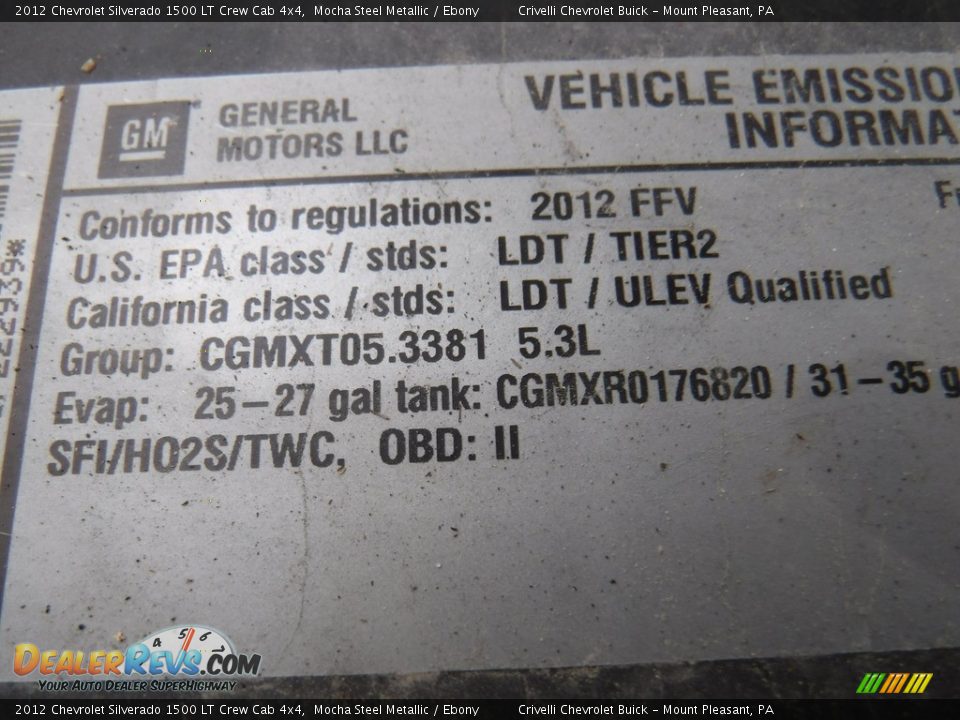 2012 Chevrolet Silverado 1500 LT Crew Cab 4x4, Mocha Steel Metallic / Ebony Crivelli Chevrolet Buick - Mount Pleasant, PA
GM
GENERAL
MOTORS LLC
VEHICLE EMISSIO
INFORMA
Conforms to regulations: 2012 FFV
U.S. EPA class / stds: LDT / TIER2
California class / stds: LDT / ULEV Qualified
Group: CGMXT05.3381 5.3L
Evap: 25-27 gal tank: CGMXR0176820 / 31-35 g
SFI/HO2S/TWC, OBD: II
4 5 6
DEALERREVS.COM
YOUR AUTO DEALER SUPERHIGHWAY
2012 Chevrolet Silverado 1500 LT Crew Cab 4x4, Mocha Steel Metallic / Ebony Crivelli Chevrolet Buick - Mount Pleasant, PA